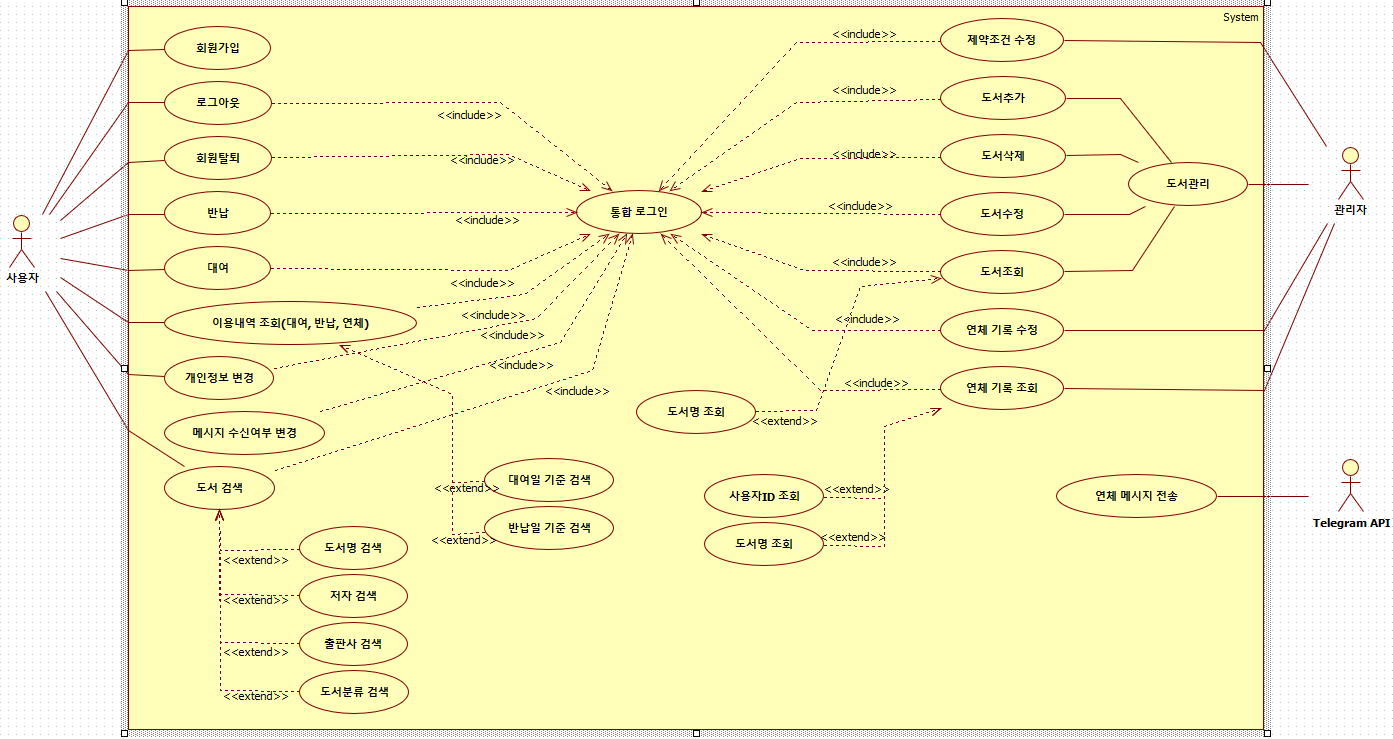 System
회원가입
로그아웃
<<include>>
회원탈퇴
<<include>>
반납
<<include>>
대여
<<include>>
이용내역 조회(대여, 반납, 연체)
<<include>>
개인정보 변경
<<include>>
메시지 수신여부 변경
<<include>>
도서 검색
<<include>>
사용자
통합 로그인
<<include>>
제약조건 수정
<<include>>
도서추가
<<include>>
도서삭제
<<include>>
도서수정
<<include>>
도서조회
<<include>>
연체 기록 수정
<<include>>
연체 기록 조회
도서관리
관리자
도서명 조회
<<extend>>
사용자ID 조회
<<extend>>
도서명 조회
<<extend>>
연체 메시지 전송
Telegram API
<<extend>>
대여일 기준 검색
<<extend>>
반납일 기준 검색
도서명 검색
<<extend>>
저자 검색
<<extend>>
출판사 검색
<<extend>>
도서분류 검색
<<extend>>